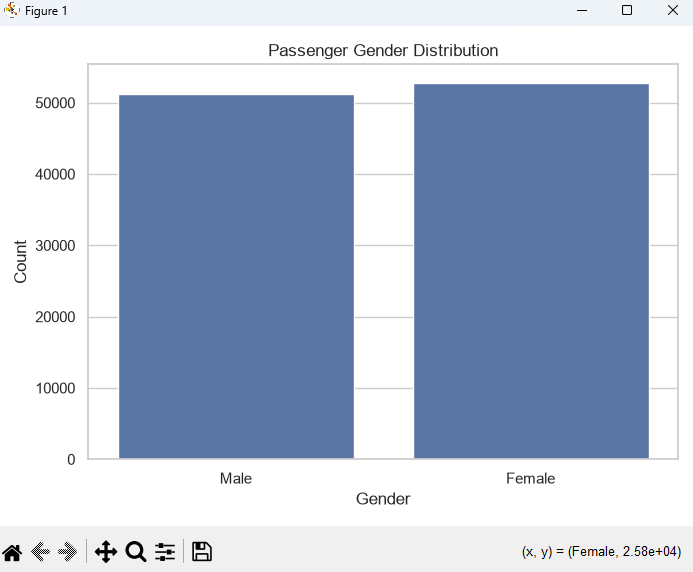 Figure 1
Passenger Gender Distribution
50000
40000
30000
20000
10000
0
Count
Male Female
Gender
(x, y) = (Female, 2.58e+04)